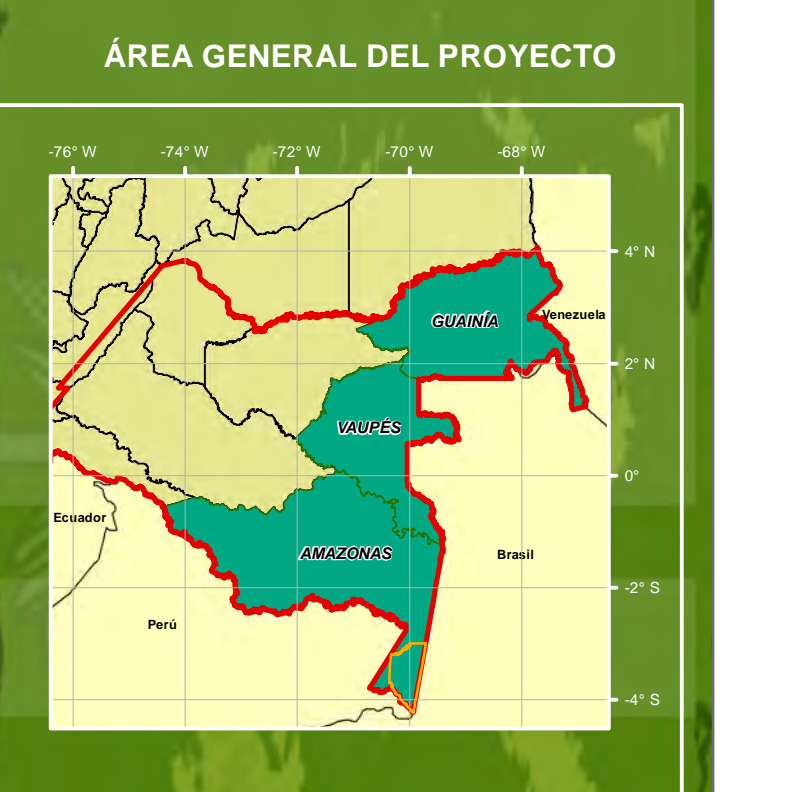 ÁREA GENERAL DEL PROYECTO
-76° W -74° W -72° W -70° W -68° W
4° N
GUAINÍA
Venezuela
2° N
VAUPÉS
0°
Ecuador
AMAZONAS
Brasil
-2° S
Perú
-4° S